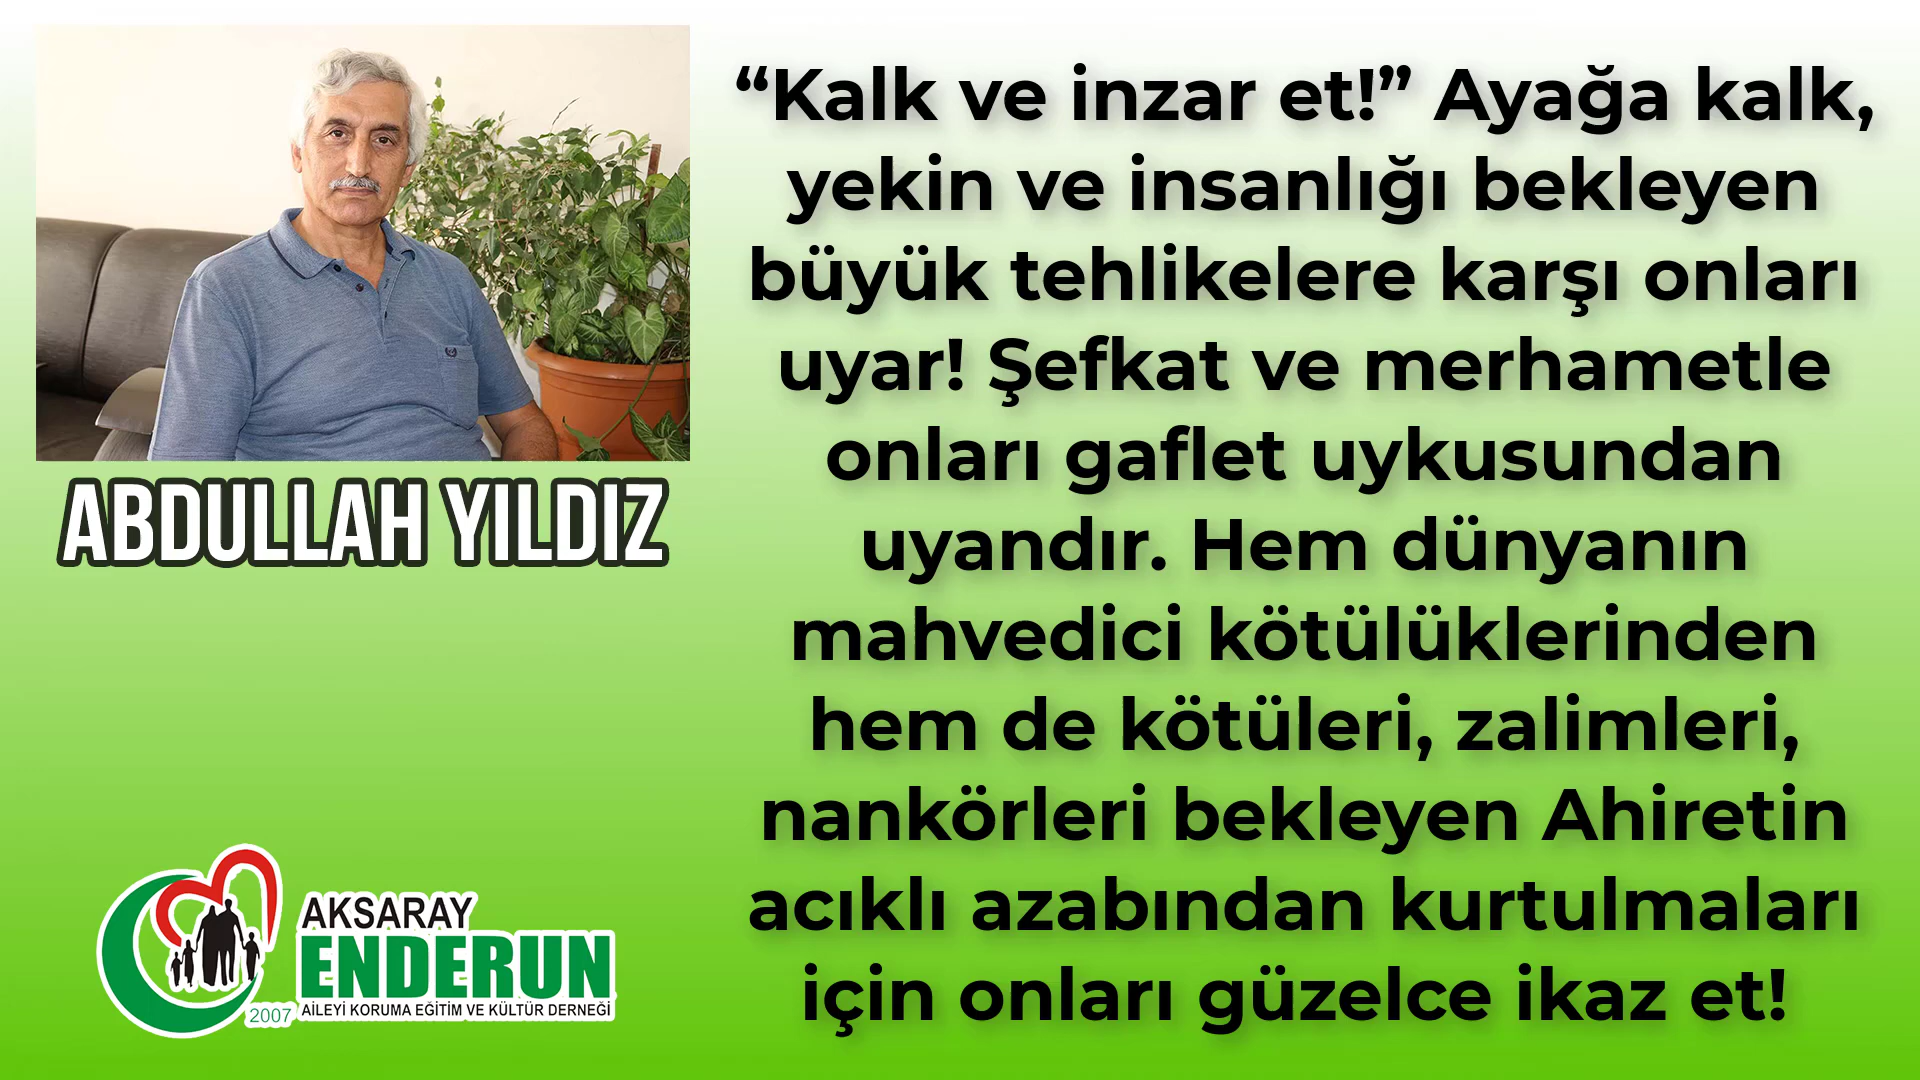 ABDULLAH YILDIZ
“Kalk ve inzar et!” Ayağa kalk,
yekin ve insanlığı bekleyen
büyük tehlikelere karşı onları
uyar! Şefkat ve merhametle
onları gaflet uykusundan
uyandır. Hem dünyanın
mahvedici kötülüklerinden
hem de kötüleri, zalimleri,
nankörleri bekleyen Ahiretin
acıklı azabından kurtulmaları
için onları güzelce ikaz et!
AKSARAY
ENDERUN
AİLEYİ KORUMA EĞİTİM VE KÜLTÜR DERNEĞİ
2007